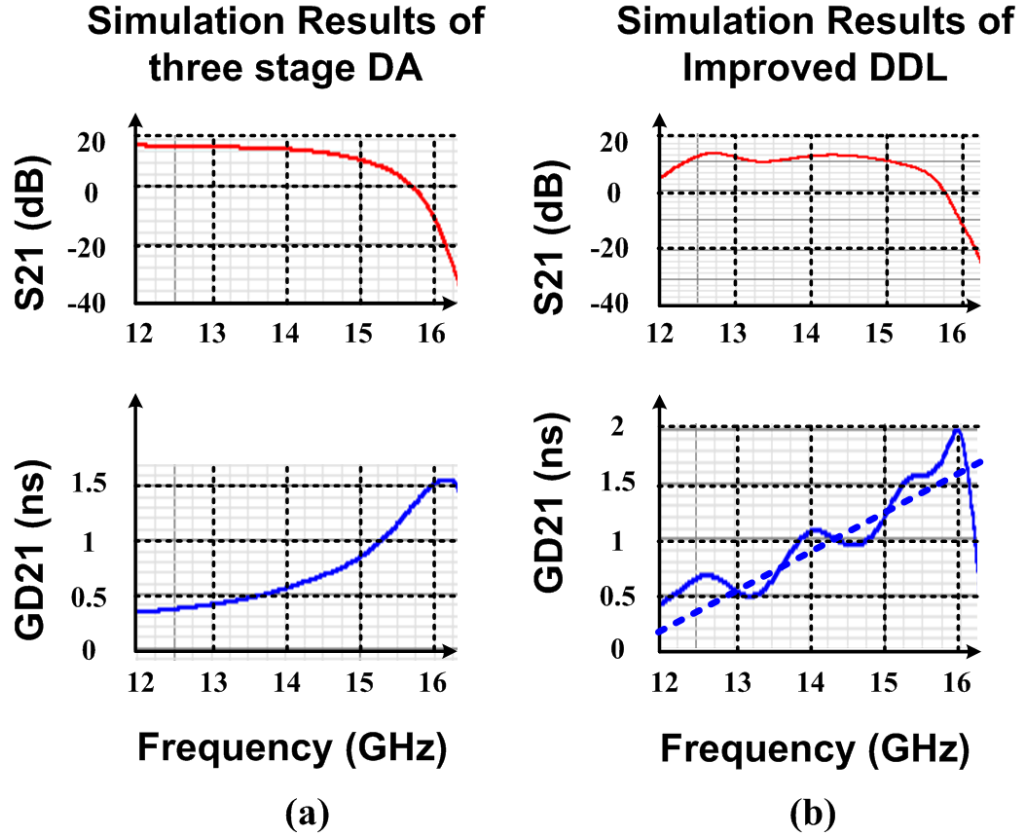 Simulation Results of
three stage DA
S21 (dB)
20
0
-20
-40
12 13 14 15 16
GD21 (ns)
1.5
1
0.5
0
12 13 14 15 16
Frequency (GHz)
(a)
Simulation Results of
Improved DDL
S21 (dB)
20
0
-20
-40
12 13 14 15 16
GD21 (ns)
2
1.5
1
0.5
0
12 13 14 15 16
Frequency (GHz)
(b)